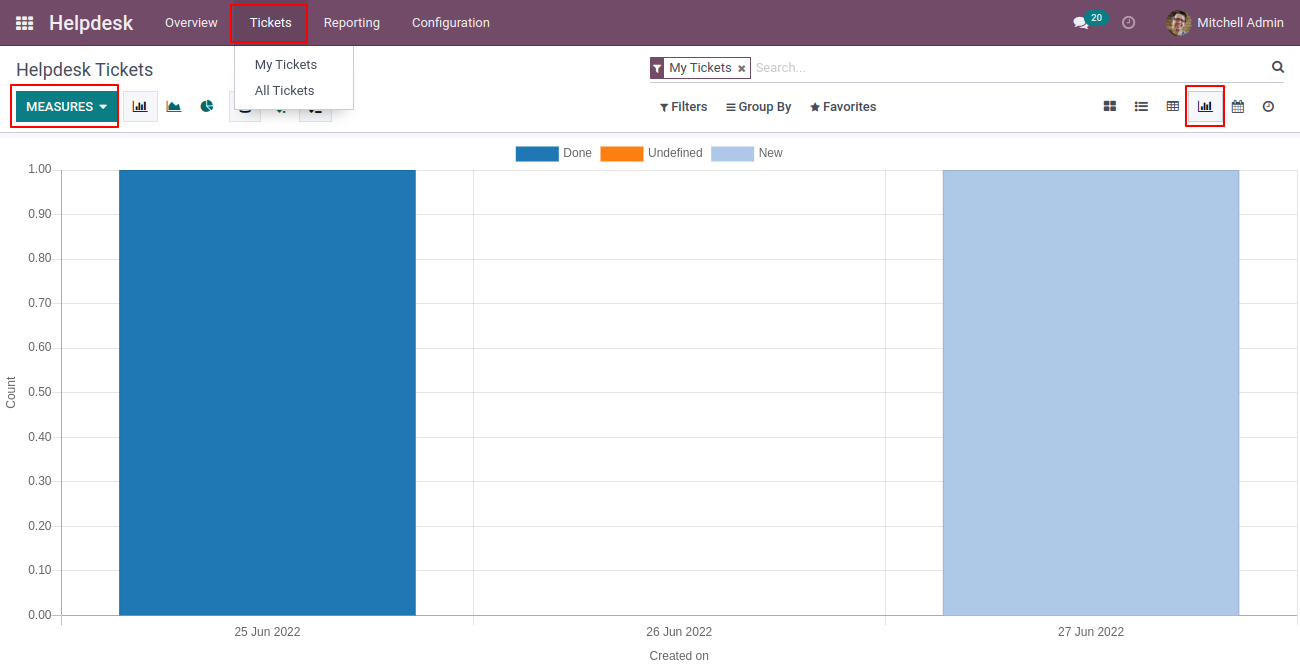 Helpdesk Overview Tickets Reporting Configuration 20 Mitchell Admin
My Tickets
All Tickets
Helpdesk Tickets My Tickets × Search...
MEASURES Filters Group By Favorites
Done Undefined New
1.00
0.90
0.80
0.70
0.60
0.50
0.40
0.30
0.20
0.10
0.00
Count
25 Jun 2022 26 Jun 2022 27 Jun 2022
Created on